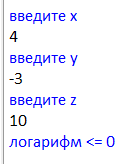 введите x
4
введите y
-3
введите z
10
логарифм <= 0